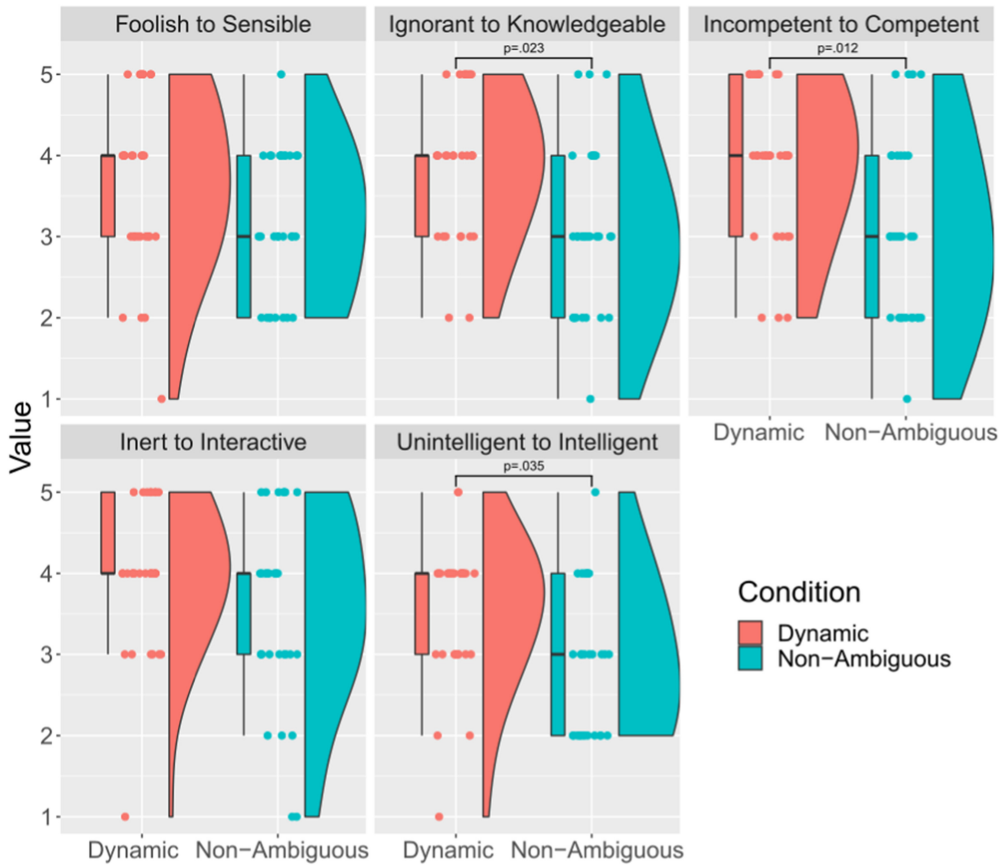 Foolish to Sensible
Ignorant to Knowledgeable
Incompetent to Competent
p=.023
p=.012
5
4
3
2
1
Value
Dynamic
Non−Ambiguous
Inert to Interactive
Unintelligent to Intelligent
p=.035
5
4
3
2
1
Dynamic
Non−Ambiguous
Dynamic
Non−Ambiguous
Condition
Dynamic
Non−Ambiguous